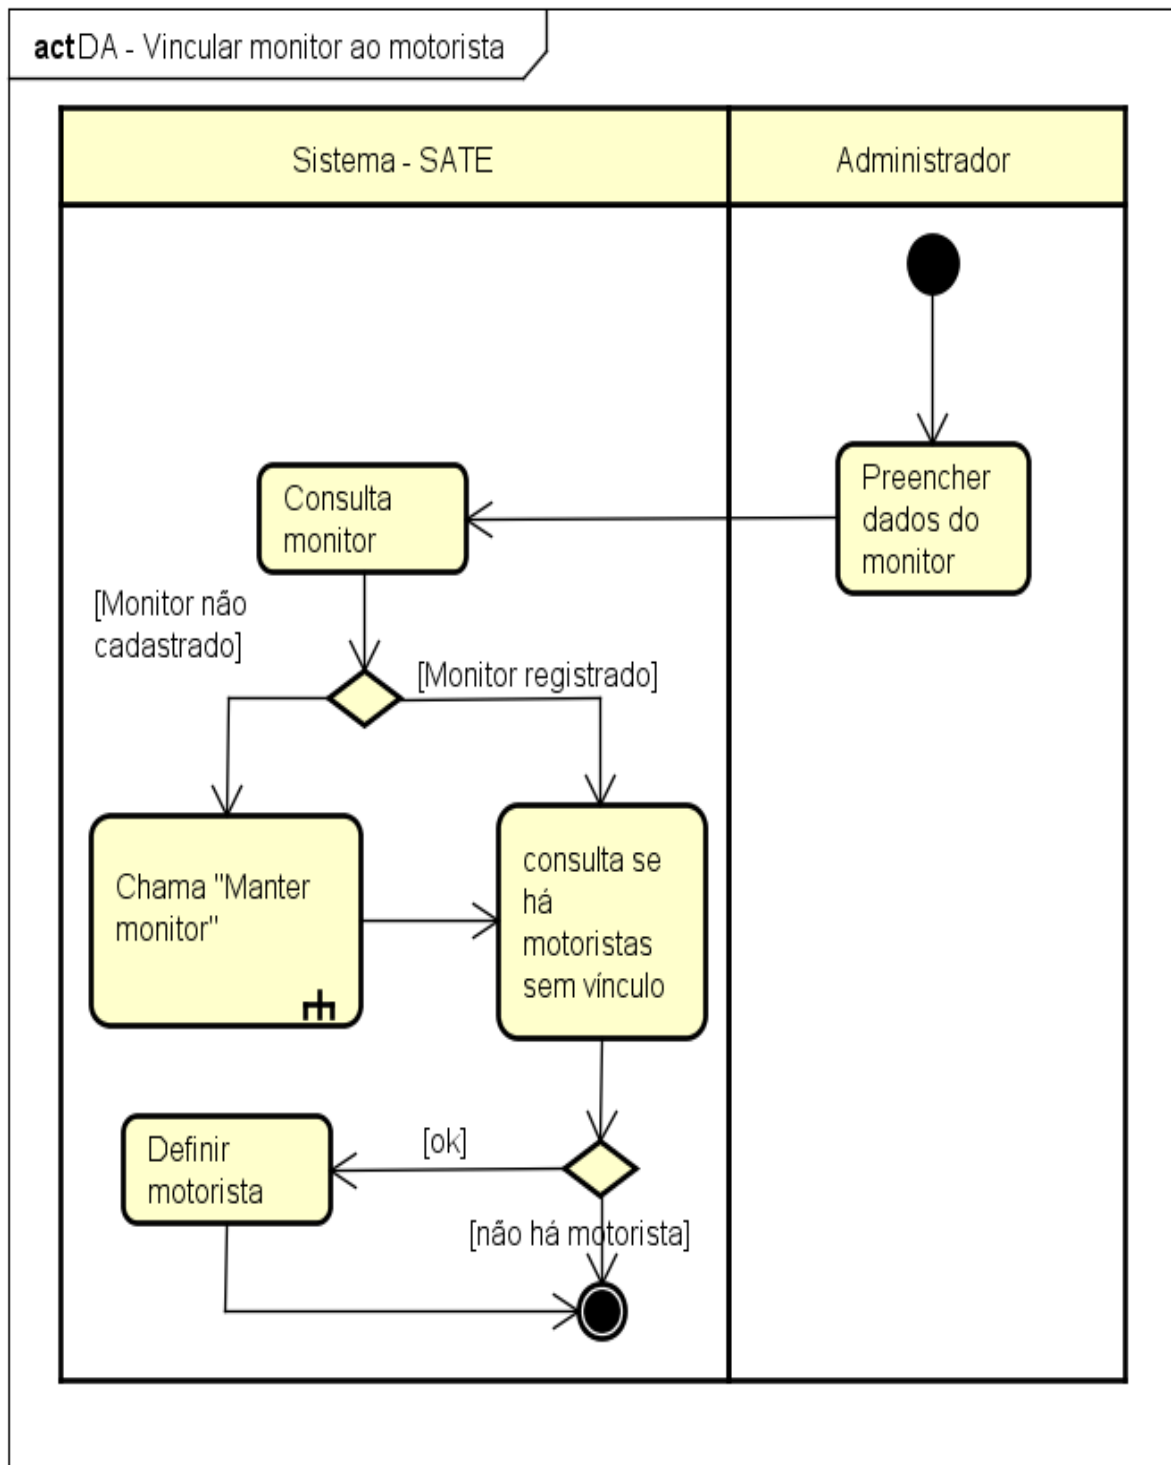 act DA - Vincular monitor ao motorista
Sistema - SATE
Administrador
Preencher
dados do
monitor
Consulta
monitor
[Monitor não
cadastrado]
[Monitor registrado]
Chama "Manter
monitor"
consulta se
há
motoristas
sem vínculo
[ok]
Definir
motorista
[não há motorista]